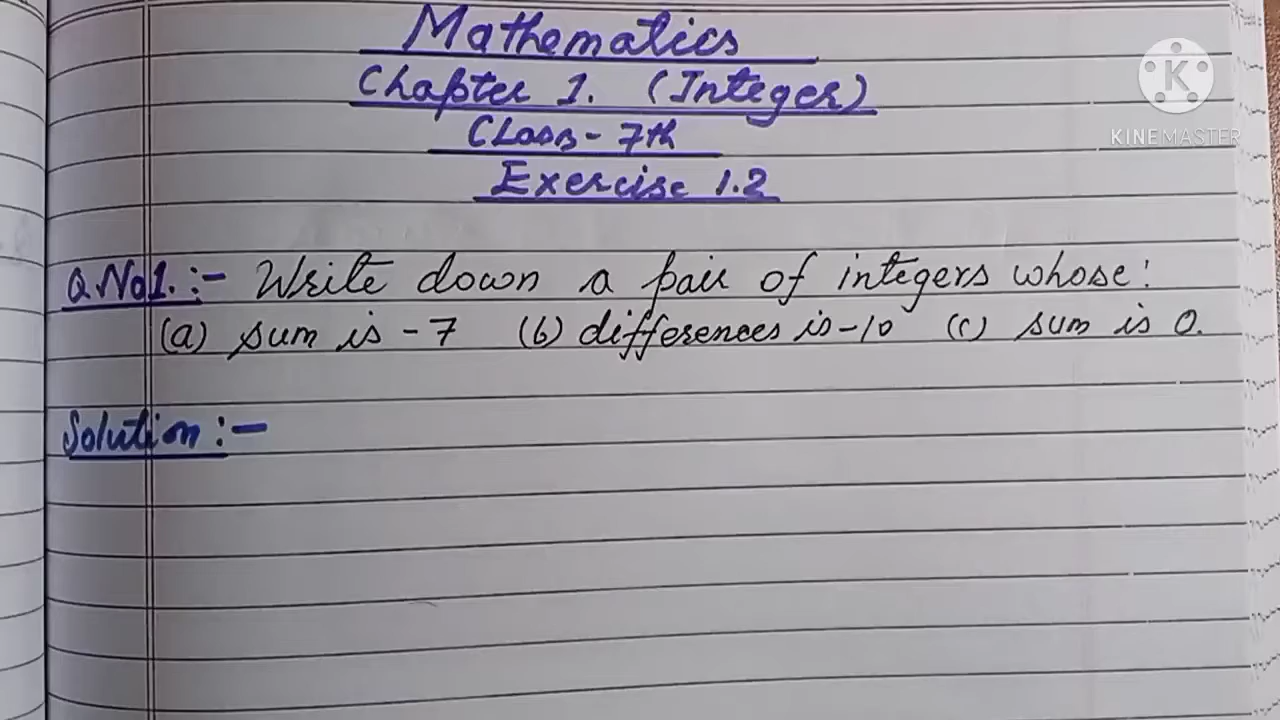 Mathematics
Chapter 1. (Integer)
Class - 7th
Exercise 1.2
K
KINEMASTER
Q.No1. :- Write down a pair of integers whose:
(a) sum is -7 (b) differences is -10 (c) sum is 0.
Solution :-